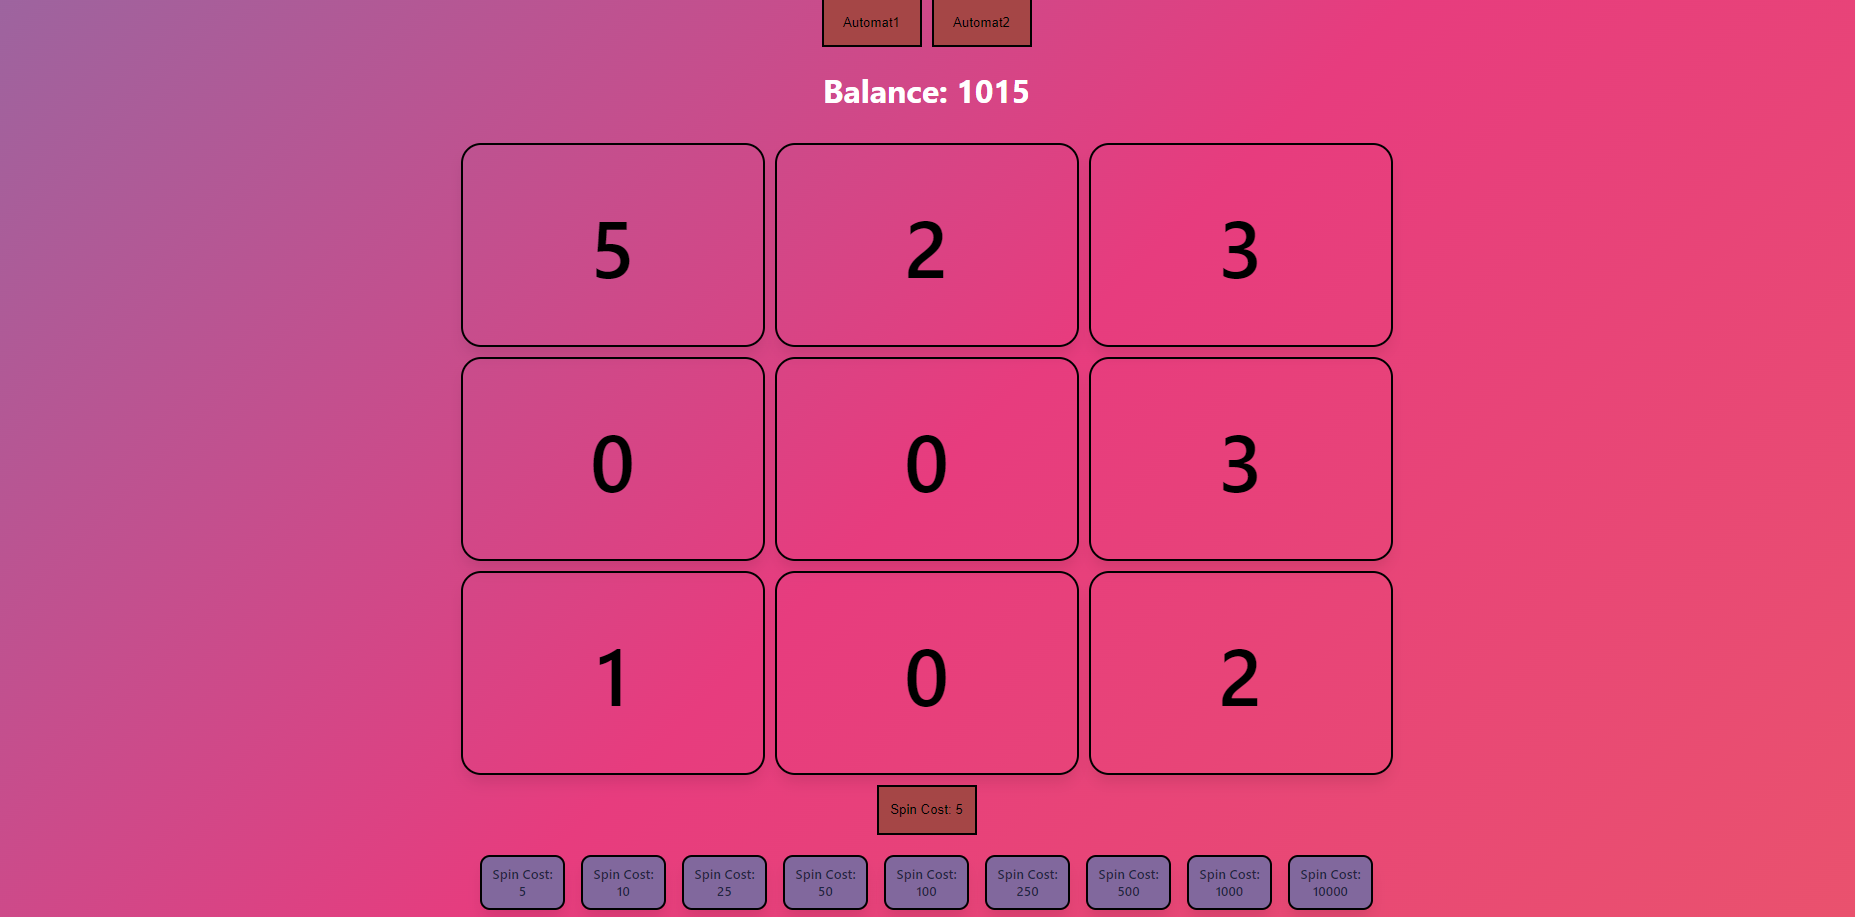 Automat1 Automat2
Balance: 1015
5 2 3
0 0 3
1 0 2
Spin Cost: 5
Spin Cost: Spin Cost: Spin Cost: Spin Cost: Spin Cost: Spin Cost: Spin Cost: Spin Cost: Spin Cost:
5 10 25 50 100 250 500 1000 10000